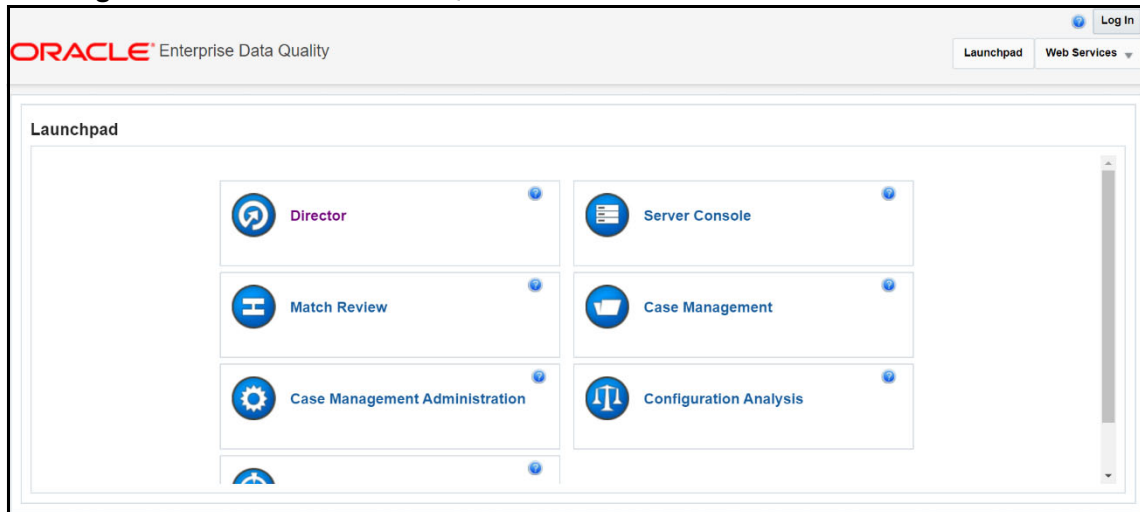 Log In
ORACLE Enterprise Data Quality
Launchpad Web Services
Launchpad
Director Server Console
Match Review Case Management
Case Management Administration Configuration Analysis